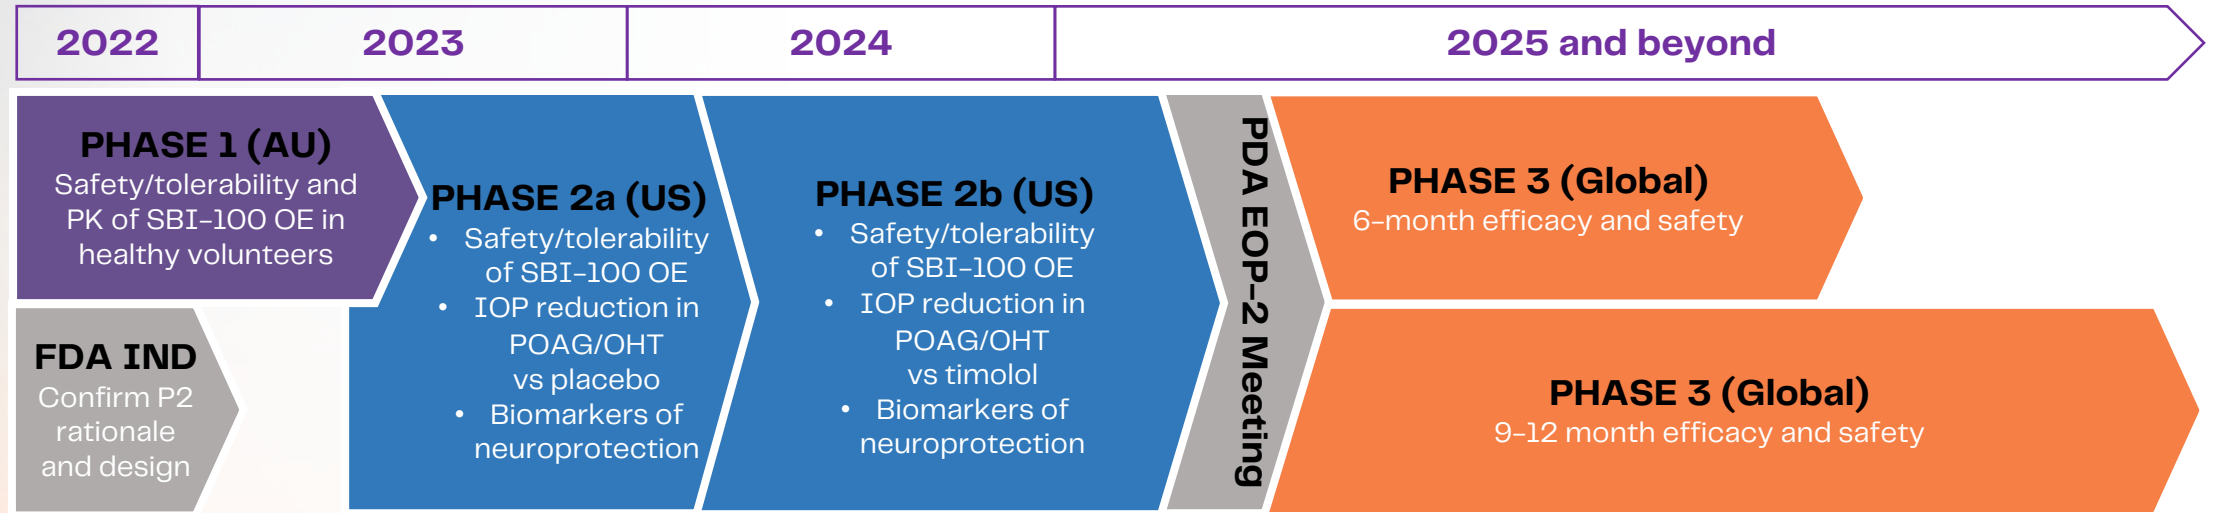 2022
2023
2024
2025 and beyond
PHASE 1 (AU)
Safety/tolerability and
PK of SBI-100 OE in
healthy volunteers
FDA IND
Confirm P2
rationale
and design
PHASE 2a (US)
• Safety/tolerability
of SBI-100 OE
• IOP reduction in
POAG/OHT
vs placebo
• Biomarkers of
neuroprotection
PHASE 2b (US)
• Safety/tolerability
of SBI-100 OE
• IOP reduction in
POAG/OHT
vs timolol
• Biomarkers of
neuroprotection
PDA EOP-2 Meeting
PHASE 3 (Global)
6-month efficacy and safety
PHASE 3 (Global)
9-12 month efficacy and safety